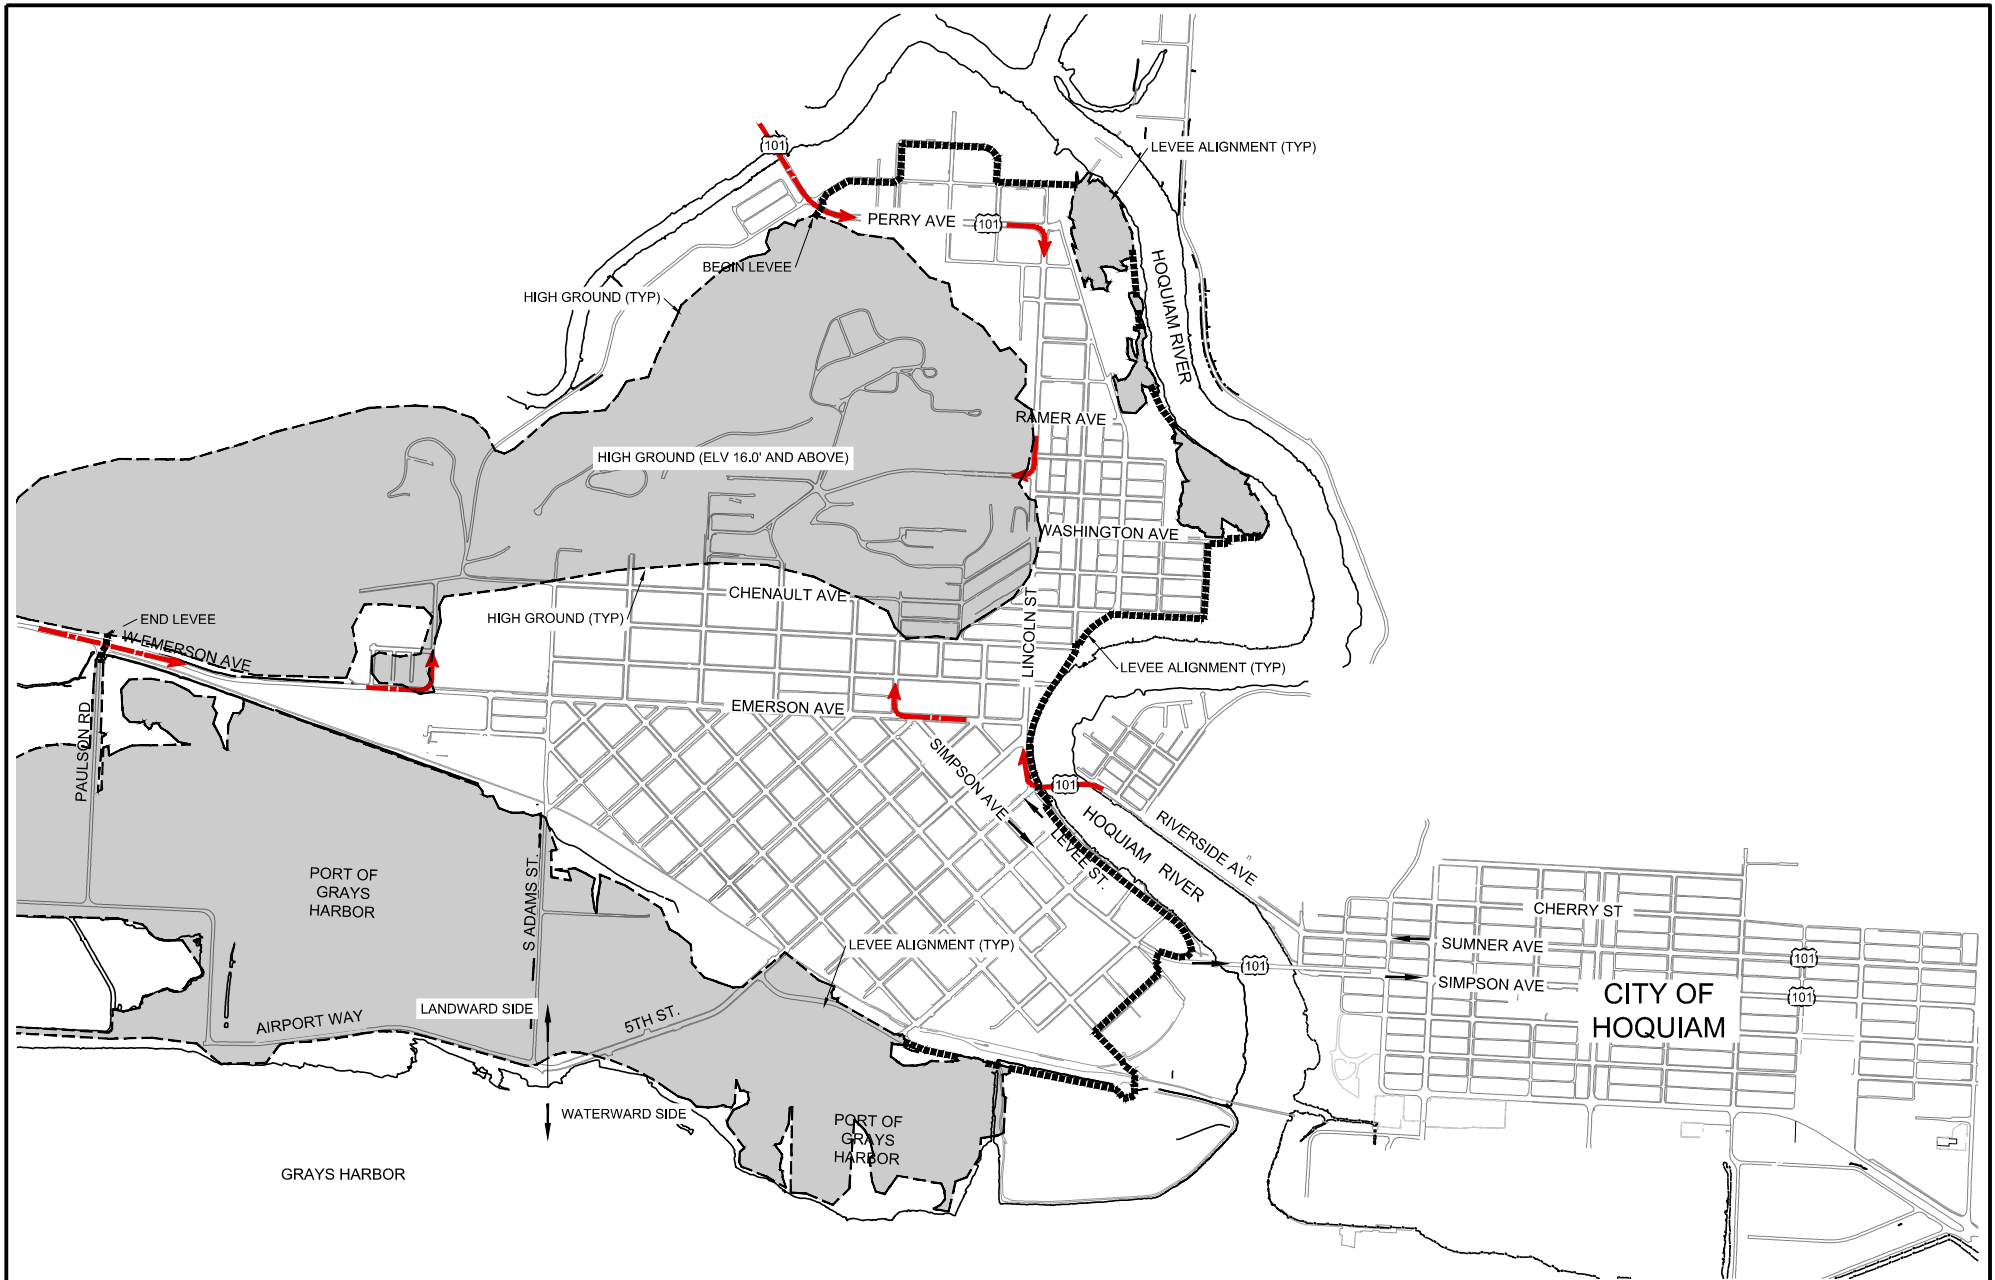 101
LEVEE ALIGNMENT (TYP)
PERRY AVE
101
BEGIN LEVEE
HIGH GROUND (TYP)
HOQUIAM RIVER
RAMER AVE
HIGH GROUND (ELV 16.0' AND ABOVE)
WASHINGTON AVE
CHENAULT AVE
HIGH GROUND (TYP)
END LEVEE
W EMERSON AVE
LINCOLN ST
LEVEE ALIGNMENT (TYP)
PAULSON RD
EMERSON AVE
SIMPSON AVE
101
HOQUIAM RIVER
RIVERSIDE AVE
LEVEE ST.
PORT OF
GRAYS
HARBOR
S ADAMS ST.
CHERRY ST
LEVEE ALIGNMENT (TYP)
SUMNER AVE
101
101
SIMPSON AVE
101
CITY OF
HOQUIAM
LANDWARD SIDE
AIRPORT WAY
5TH ST.
WATERWARD SIDE
PORT OF
GRAYS
HARBOR
GRAYS HARBOR